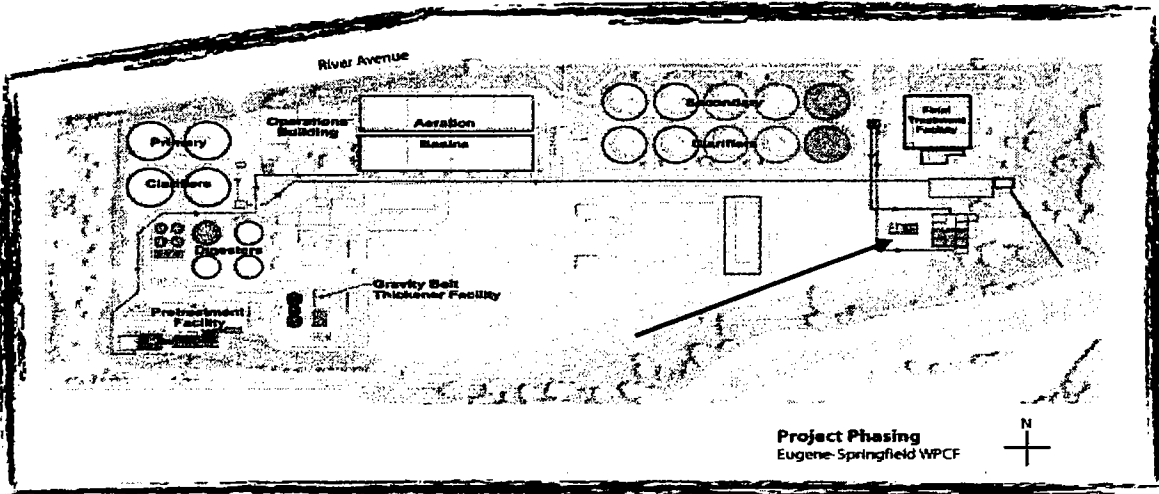 River Avenue
Operations
Building
Aeration
Basins
Secondary
Clarifiers
Final
Treatment
Facility
Primary
Clarifiers
Digesters
Gravity Belt
Thickener Facility
Pretreatment
Facility
Project Phasing
Eugene-Springfield WPCF
N